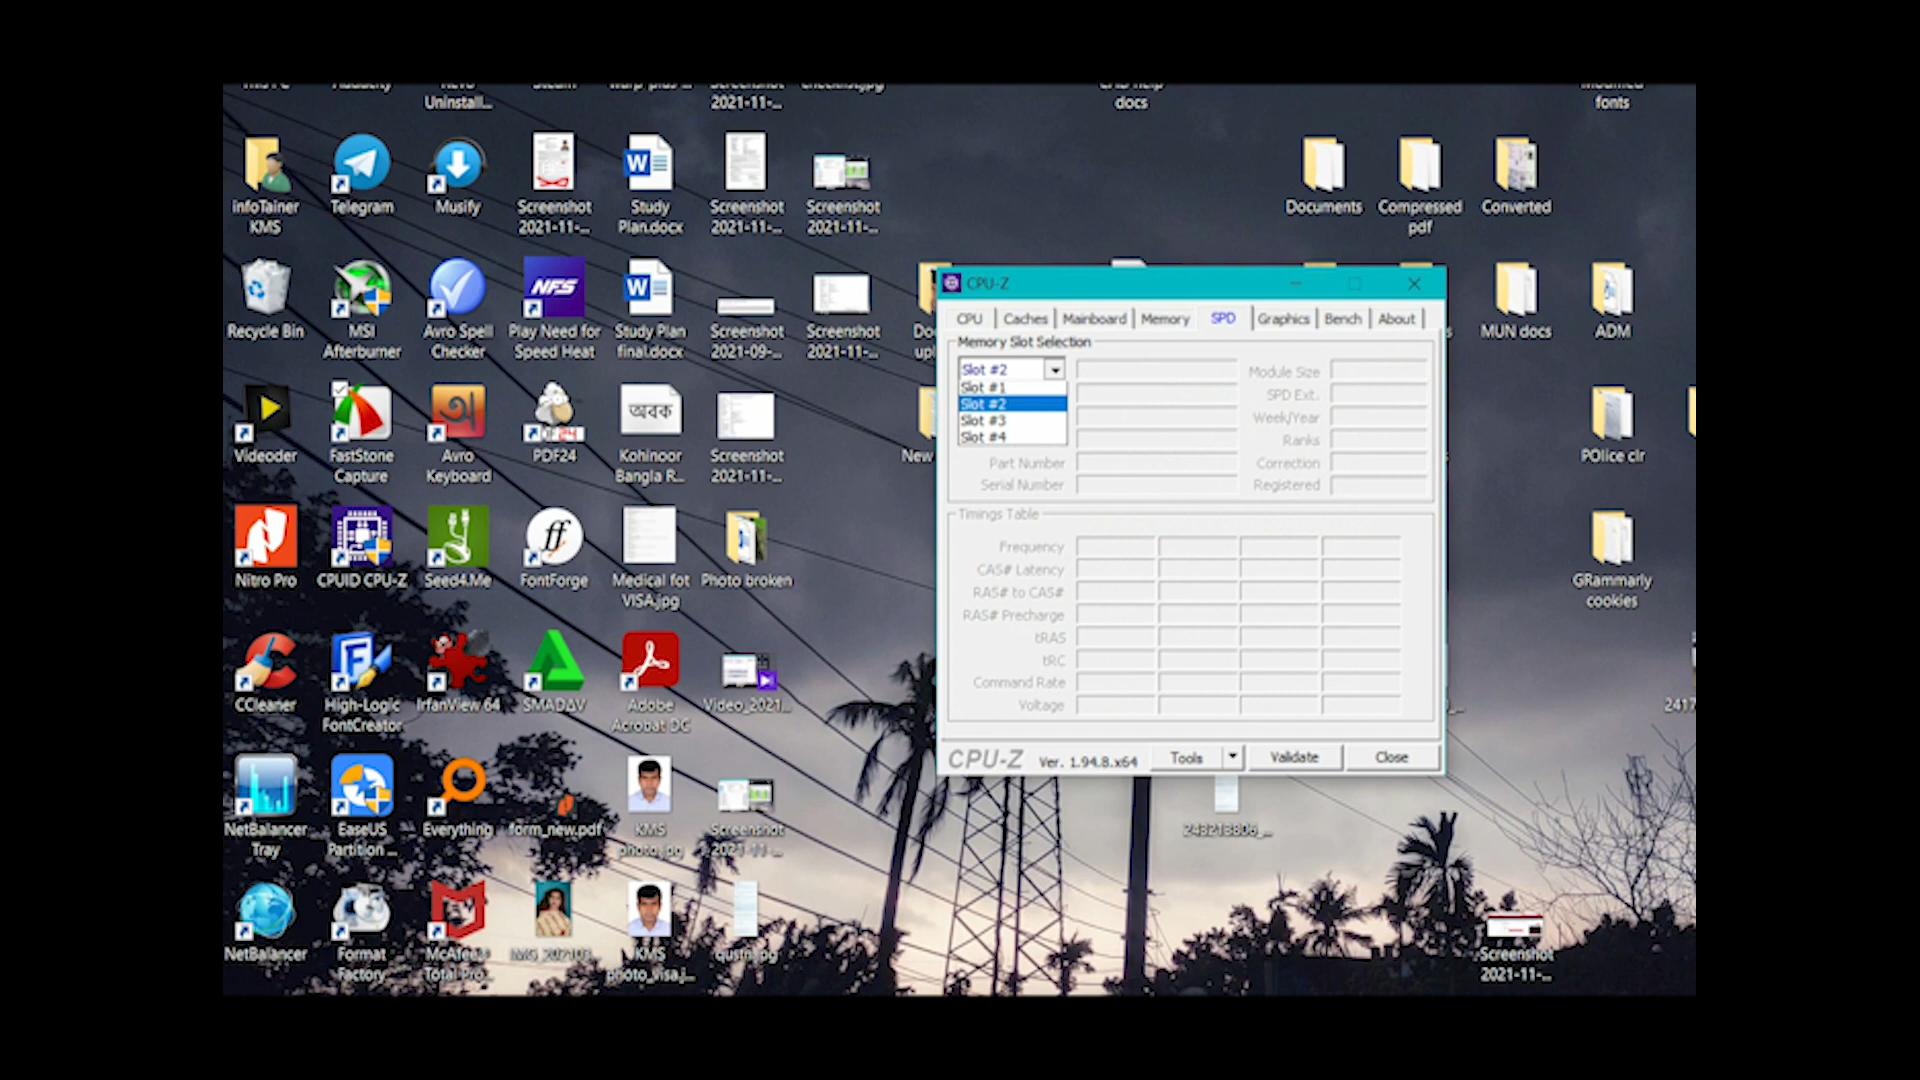 Uninstall...
2021-11-...
docs
fonts
infoTainer
KMS
Telegram
Musify
Screenshot
2021-11-...
Study
Plan.docx
Screenshot
2021-11-...
Screenshot
2021-11-...
Documents
Compressed
pdf
Converted
Recycle Bin
MSI
Afterburner
Avro Spell
Checker
NFS
Play Need for
Speed Heat
Study Plan
final.docx
Screenshot
2021-09-...
Screenshot
2021-11-...
MUN docs
ADM
Videoder
FastStone
Capture
অ
Avro
Keyboard
PDF24
অবক
Kohinoor
Bangla R...
Screenshot
2021-11-...
New
POlice clr
Nitro Pro
CPUID CPU-Z
Seed4.Me
ff
FontForge
Medical fot
VISA.jpg
Photo broken
GRammarly
cookies
CCleaner
High-Logic
FontCreator
IrfanView 64
SMADAV
Adobe
Acrobat DC
Video_2021...
2417
NetBalancer
Tray
EaseUS
Partition ...
Everything
form_new.pdf
KMS
photo.jpg
Screenshot
2021-11-...
243213806_...
NetBalancer
Format
Factory
McAfee®
Total Pro...
KMS
photo_visa.j...
Screenshot
2021-11-...
CPU-Z
CPU Caches Mainboard Memory SPD Graphics Bench About
Memory Slot Selection
Slot #2
Slot #1
Slot #2
Slot #3
Slot #4
Module Size
SPD Ext.
Week/Year
Ranks
Part Number
Correction
Serial Number
Registered
Timings Table
Frequency
CAS# Latency
RAS# to CAS#
RAS# Precharge
tRAS
tRC
Command Rate
Voltage
CPU-Z Ver. 1.94.8.x64 Tools Validate Close